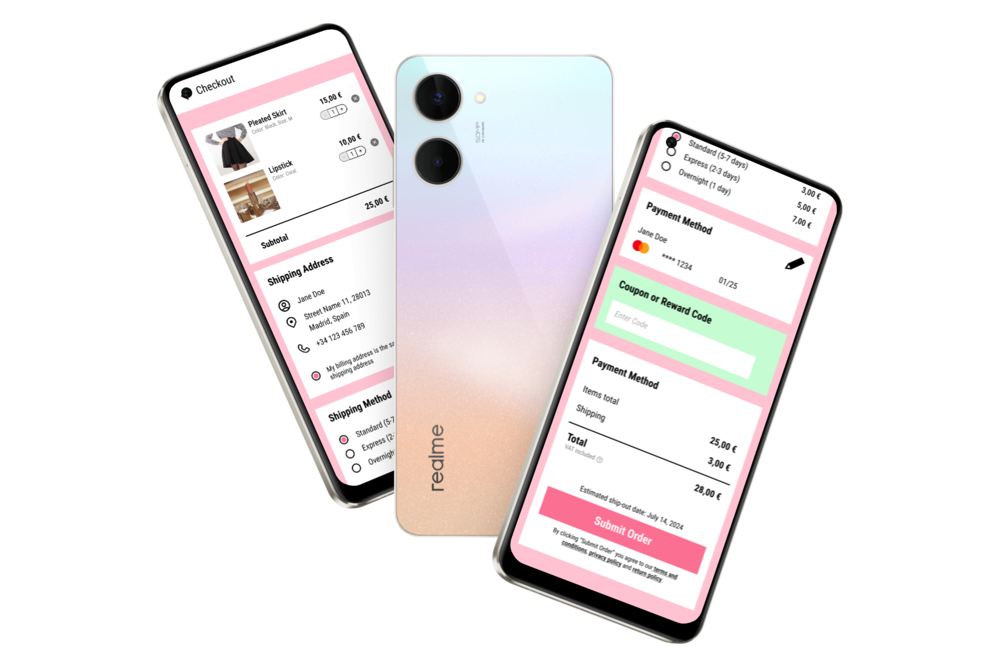 Checkout
Pleated Skirt
Color: Black, Size: M
15,00 €
1 +
Lipstick
Color: Coral
10,00 €
1 +
Subtotal
25,00 €
Shipping Address
Jane Doe
Street Name 11, 28013
Madrid, Spain
+34 123 456 789
My billing address is the sa
shipping address
Shipping Method
Standard (5-7
Express (2-
Overnigh
50MP
realme
Standard (5-7 days)
3,00 €
Express (2-3 days)
5,00 €
Overnight (1 day)
7,00 €
Payment Method
Jane Doe
**** 1234
01/25
Coupon or Reward Code
Enter Code
Payment Method
Items total
25,00 €
Shipping
3,00 €
Total
28,00 €
VAT included
Estimated ship-out date: July 14, 2024
Submit Order
By clicking "Submit Order" you agree to our terms and
conditions, privacy policy and return policy.